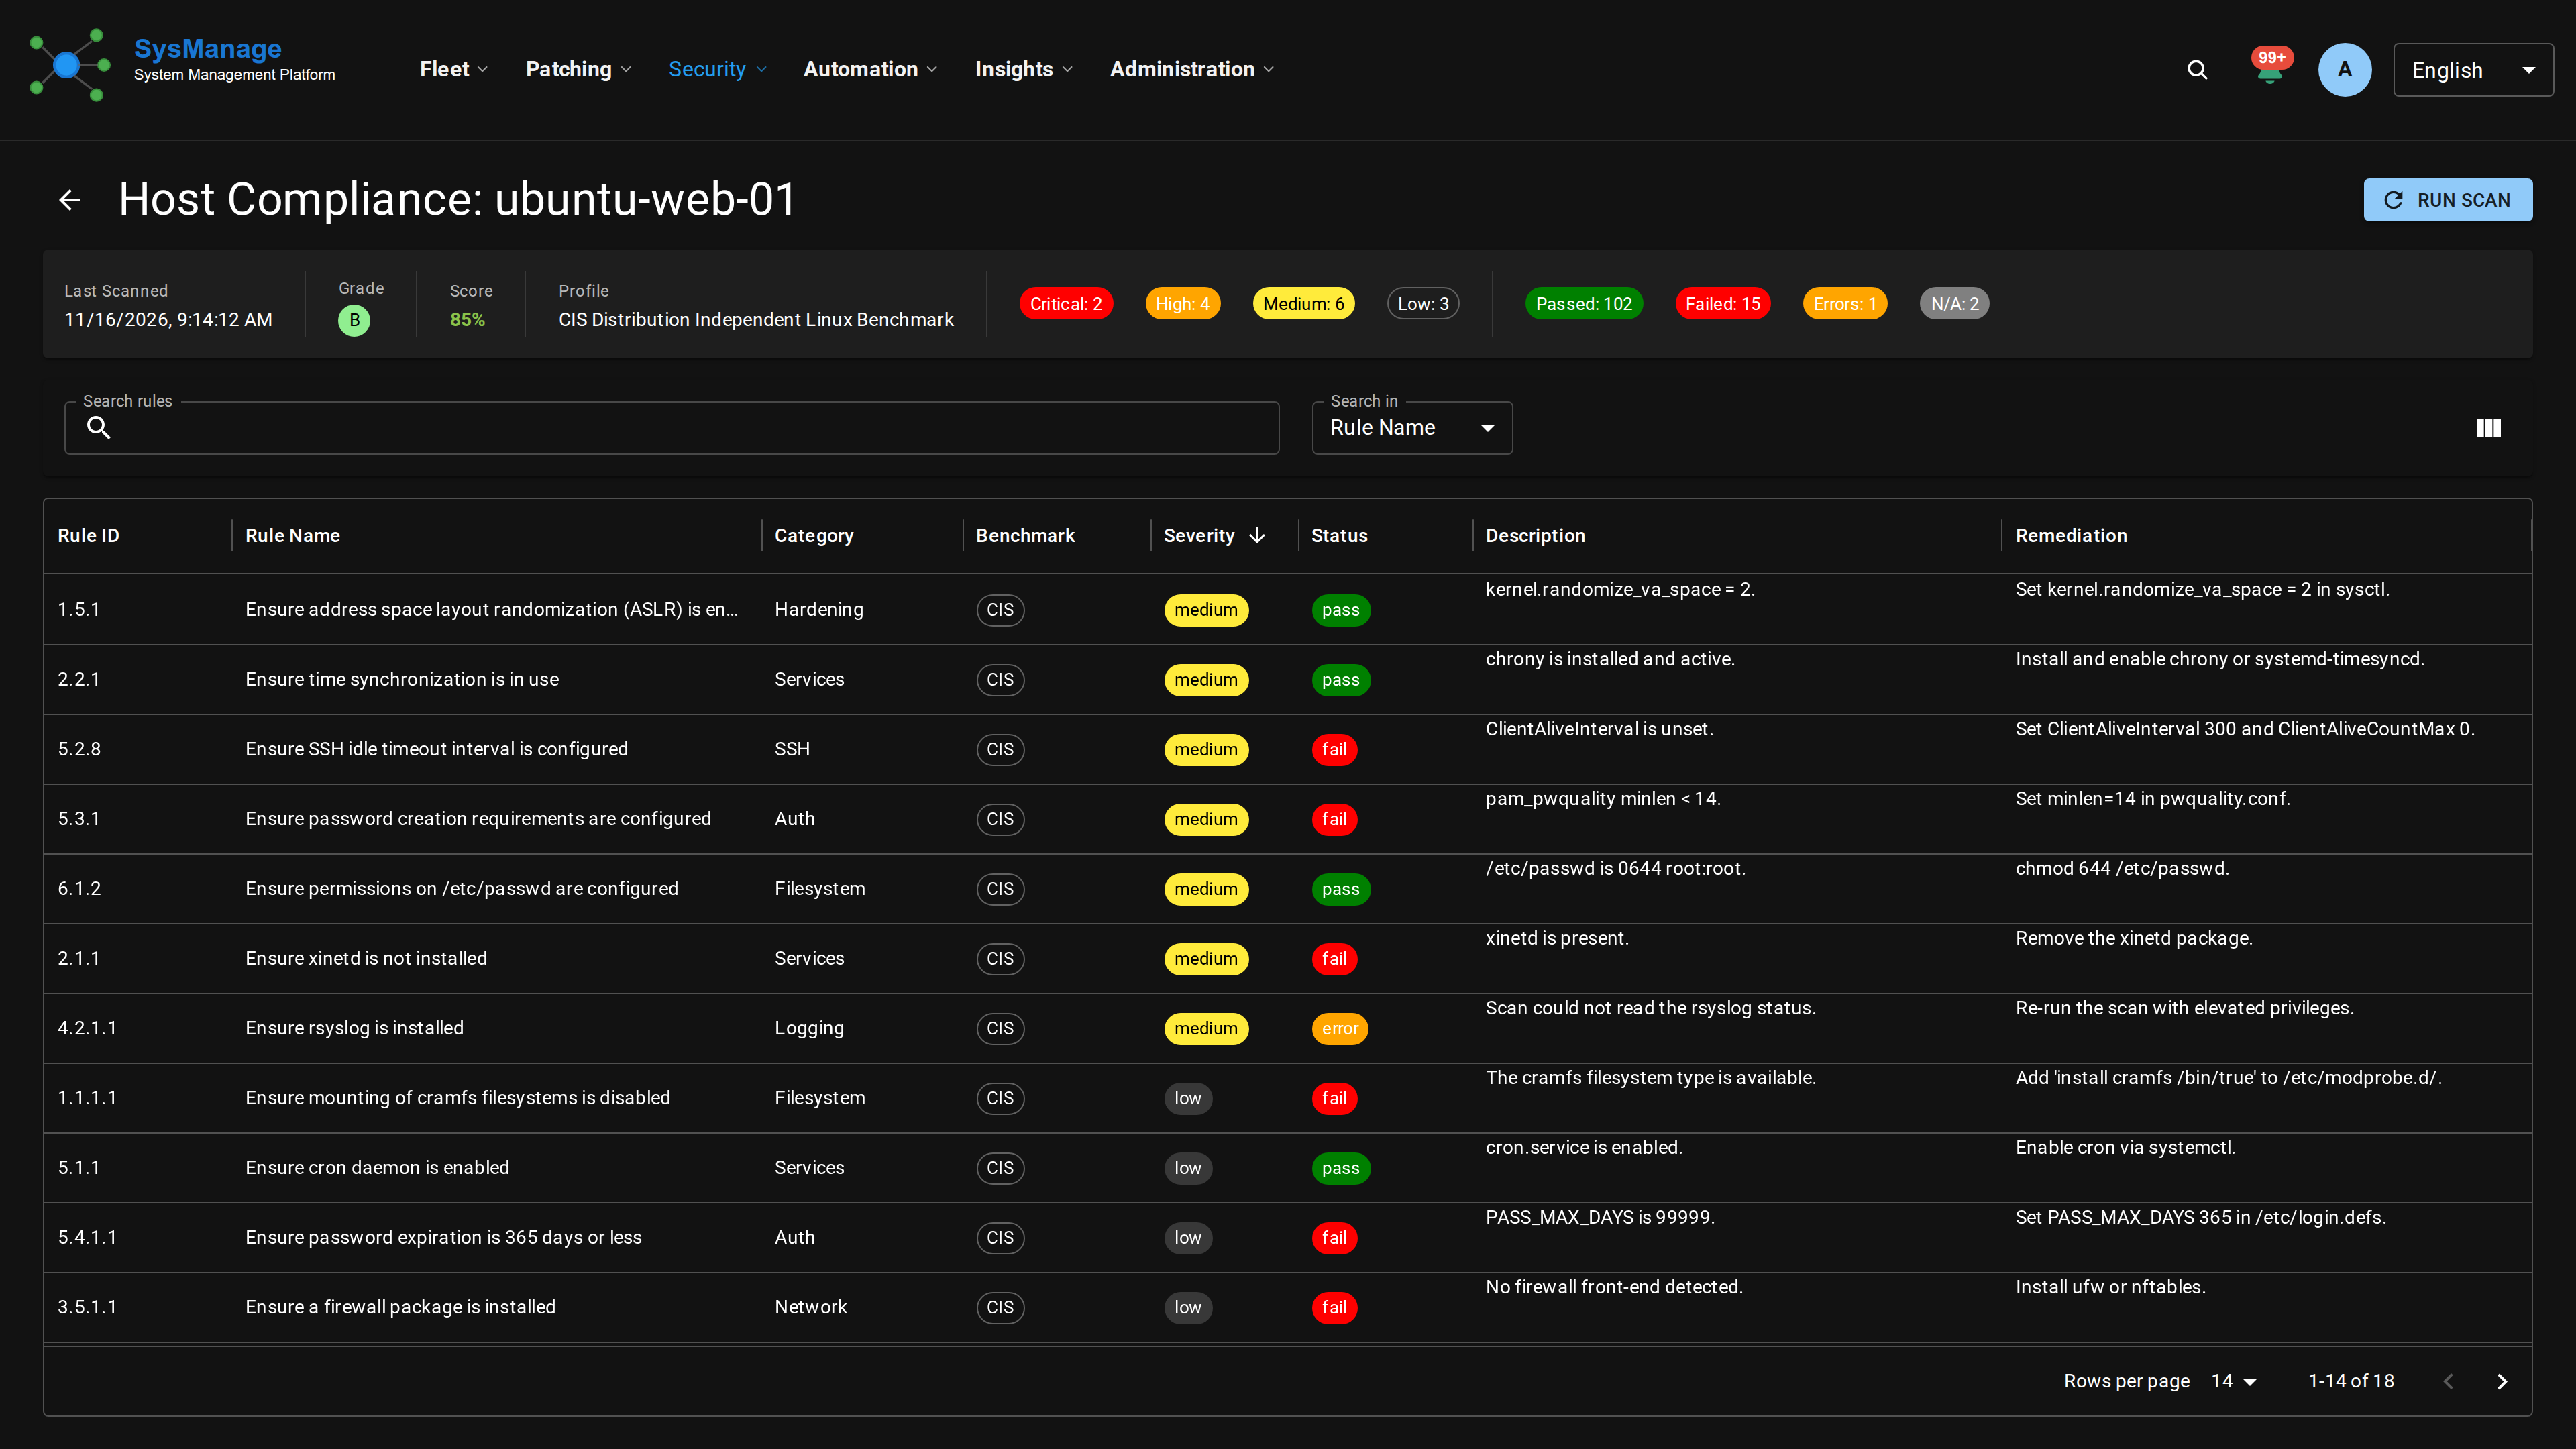 SysManage
System Management Platform
Fleet
Patching
Security
Automation
Insights
Administration
99+
A
English
Host Compliance: ubuntu-web-01
RUN SCAN
Last Scanned
11/16/2026, 9:14:12 AM
Grade
B
Score
85%
Profile
CIS Distribution Independent Linux Benchmark
Critical: 2
High: 4
Medium: 6
Low: 3
Passed: 102
Failed: 15
Errors: 1
N/A: 2
Search rules
Search in
Rule Name
Rule ID Rule Name Category Benchmark Severity Status Description Remediation
1.5.1 Ensure address space layout randomization (ASLR) is en... Hardening CIS medium pass kernel.randomize_va_space = 2. Set kernel.randomize_va_space = 2 in sysctl.
2.2.1 Ensure time synchronization is in use Services CIS medium pass chrony is installed and active. Install and enable chrony or systemd-timesyncd.
5.2.8 Ensure SSH idle timeout interval is configured SSH CIS medium fail ClientAliveInterval is unset. Set ClientAliveInterval 300 and ClientAliveCountMax 0.
5.3.1 Ensure password creation requirements are configured Auth CIS medium fail pam_pwquality minlen < 14. Set minlen=14 in pwquality.conf.
6.1.2 Ensure permissions on /etc/passwd are configured Filesystem CIS medium pass /etc/passwd is 0644 root:root. chmod 644 /etc/passwd.
2.1.1 Ensure xinetd is not installed Services CIS medium fail xinetd is present. Remove the xinetd package.
4.2.1.1 Ensure rsyslog is installed Logging CIS medium error Scan could not read the rsyslog status. Re-run the scan with elevated privileges.
1.1.1.1 Ensure mounting of cramfs filesystems is disabled Filesystem CIS low fail The cramfs filesystem type is available. Add 'install cramfs /bin/true' to /etc/modprobe.d/.
5.1.1 Ensure cron daemon is enabled Services CIS low pass cron.service is enabled. Enable cron via systemctl.
5.4.1.1 Ensure password expiration is 365 days or less Auth CIS low fail PASS_MAX_DAYS is 99999. Set PASS_MAX_DAYS 365 in /etc/login.defs.
3.5.1.1 Ensure a firewall package is installed Network CIS low fail No firewall front-end detected. Install ufw or nftables.
Rows per page 14 1-14 of 18